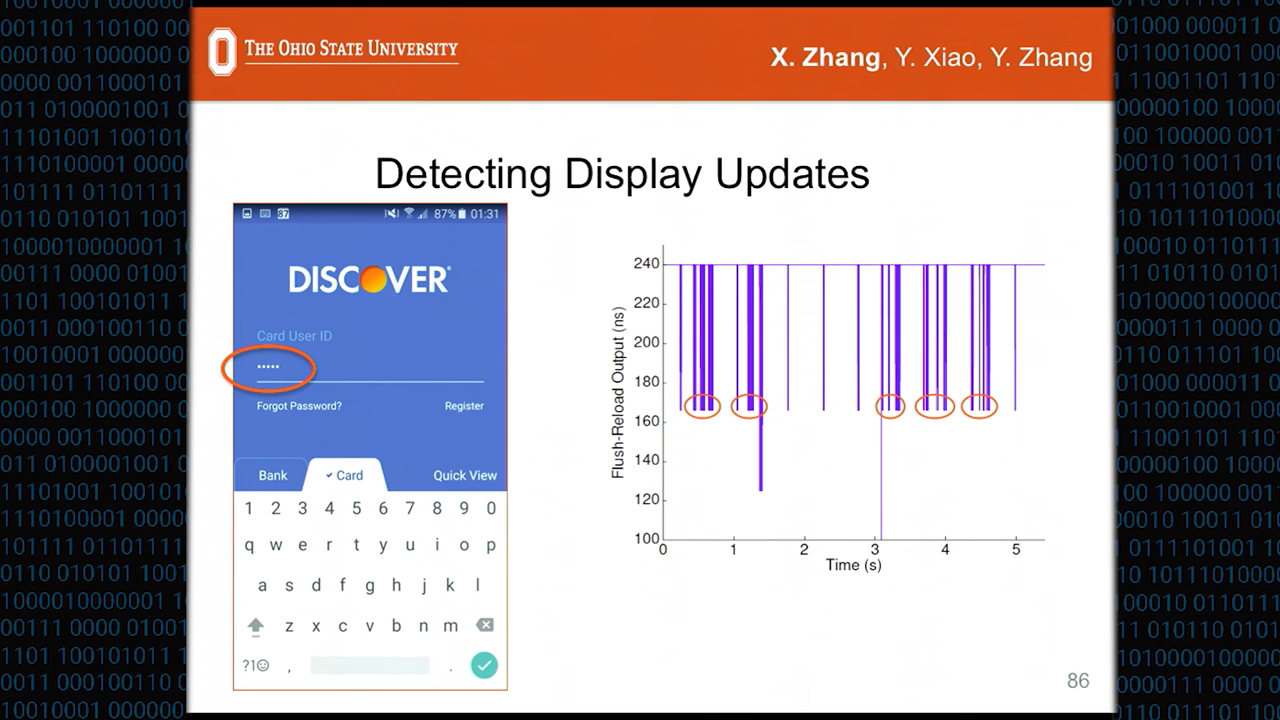 THE OHIO STATE UNIVERSITY
X. Zhang, Y. Xiao, Y. Zhang
Detecting Display Updates
37 87% 01:31
DISCOVER
Card User ID
•••••
Forgot Password? Register
Bank Card Quick View
1 2 3 4 5 6 7 8 9 0
q w e r t y u i o p
a s d f g h j k l
z x c v b n m
?1☺ , .
Flush-Reload Output (ns)
240
220
200
180
160
140
120
100
0 1 2 3 4 5
Time (s)
86